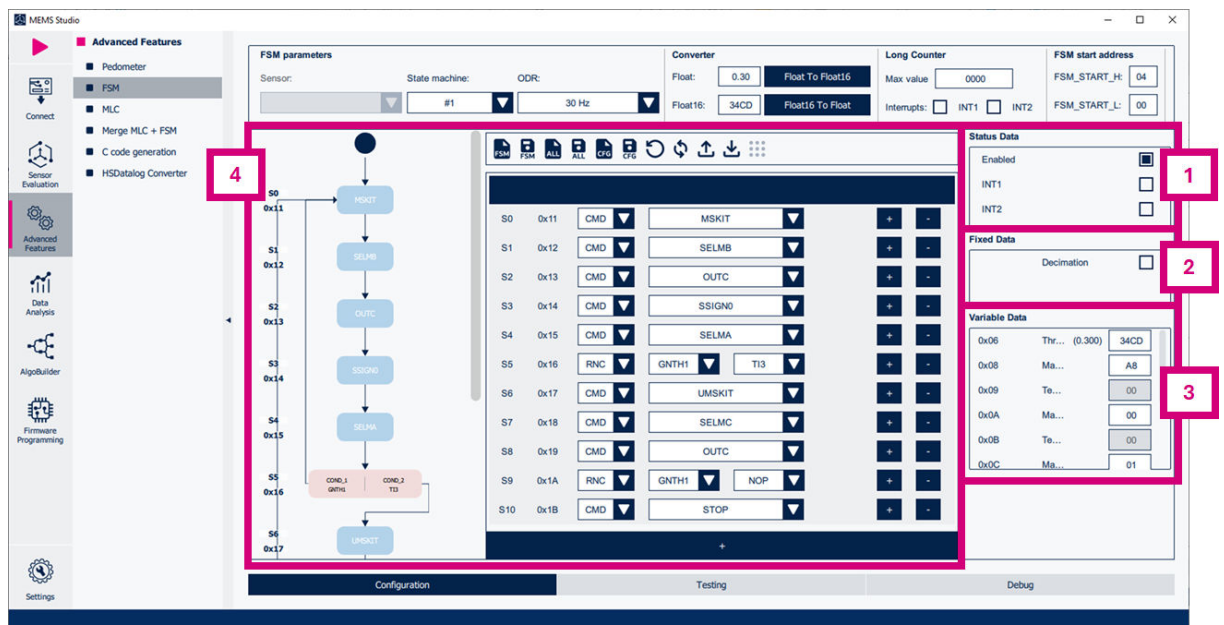 MEMS Studio
Connect
Sensor
Evaluation
Advanced
Features
Data
Analysis
AlgoBuilder
Firmware
Programming
Settings
Advanced Features
Pedometer
FSM
MLC
Merge MLC + FSM
C code generation
HSDatalog Converter
FSM parameters
Sensor: State machine: ODR:
#1 30 Hz
Converter
Float: 0.30 Float To Float16
Float16: 34CD Float16 To Float
Long Counter
Max value 0000
Interrupts: INT1 INT2
FSM start address
FSM_START_H: 04
FSM_START_L: 00
4
S0
0x11
MSKIT
S1
0x12
SELMB
S2
0x13
OUTC
S3
0x14
SSIGN0
S4
0x15
SELMA
S5
0x16
COND_1 COND_2
GNTH1 TI3
S6
0x17
UMSKIT
FSM FSM ALL ALL CFG CFG
S0 0x11 CMD MSKIT + -
S1 0x12 CMD SELMB + -
S2 0x13 CMD OUTC + -
S3 0x14 CMD SSIGN0 + -
S4 0x15 CMD SELMA + -
S5 0x16 RNC GNTH1 TI3 + -
S6 0x17 CMD UMSKIT + -
S7 0x18 CMD SELMC + -
S8 0x19 CMD OUTC + -
S9 0x1A RNC GNTH1 NOP + -
S10 0x1B CMD STOP + -
+
Status Data
Enabled
INT1
INT2
1
Fixed Data
Decimation
2
Variable Data
0x06 Thr... (0.300) 34CD
0x08 Ma... A8
0x09 Te... 00
0x0A Ma... 00
0x0B Te... 00
0x0C Ma... 01
3
Configuration Testing Debug